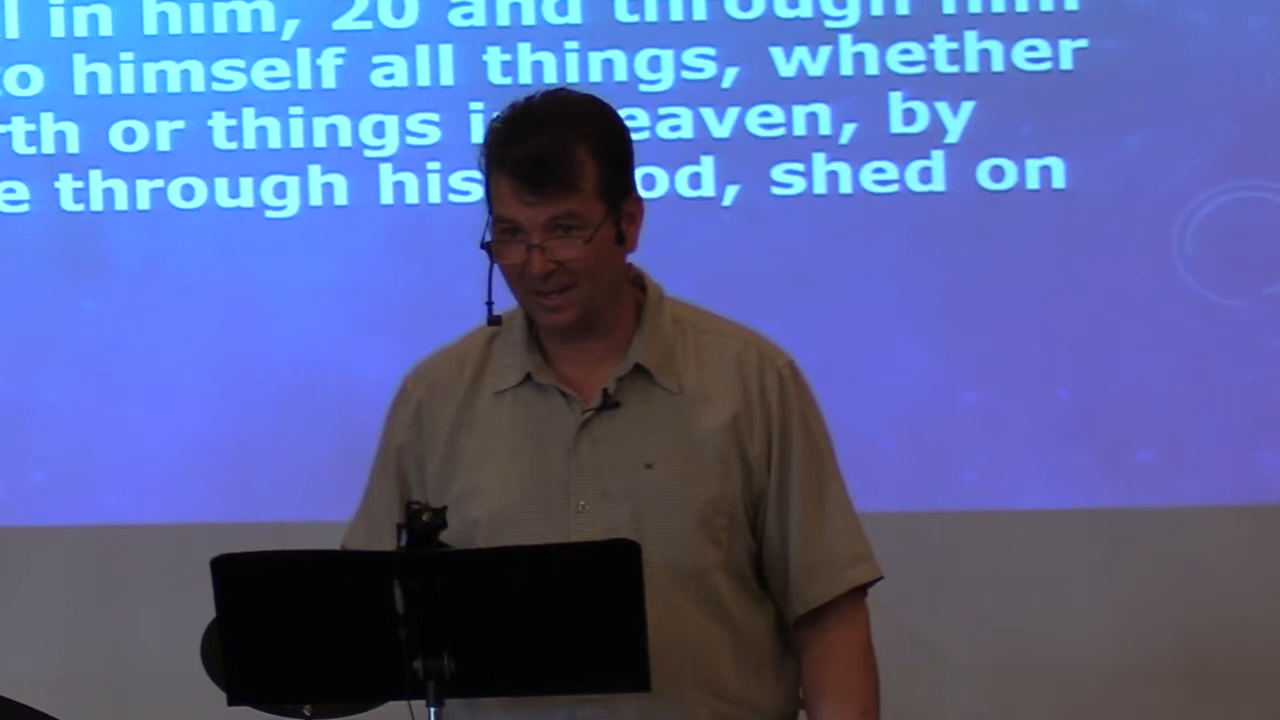 l in him, 20 and through him
to himself all things, whether
rth or things i eaven, by
e through his od, shed on